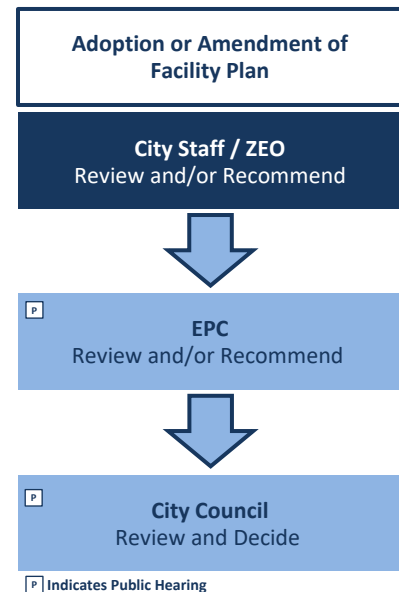 Adoption or Amendment of
Facility Plan
City Staff / ZEO
Review and/or Recommend
P
EPC
Review and/or Recommend
P
City Council
Review and Decide
P Indicates Public Hearing